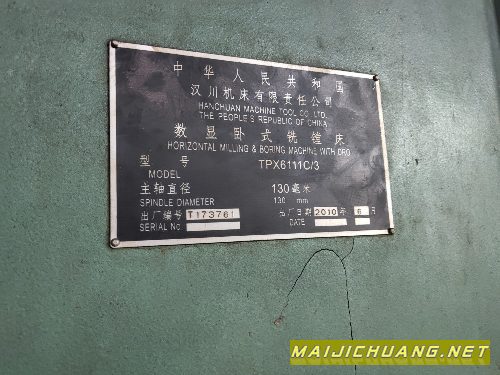 中华人民共和国
汉川机床有限责任公司
HANCHUAN MACHINE TOOL CO. LTD.
THE PEOPLE'S REPUBLIC OF CHINA
数显卧式铣镗床
HORIZONTAL MILLING & BORING MACHINE WITH DRO
型号 TPX6111C/3
MODEL
主轴直径 130毫米
SPINDLE DIAMETER 130 mm
出厂编号 T173761 出厂日期 2010 年 6 月
SERIAL No DATE
MAIJICHUANG.NET